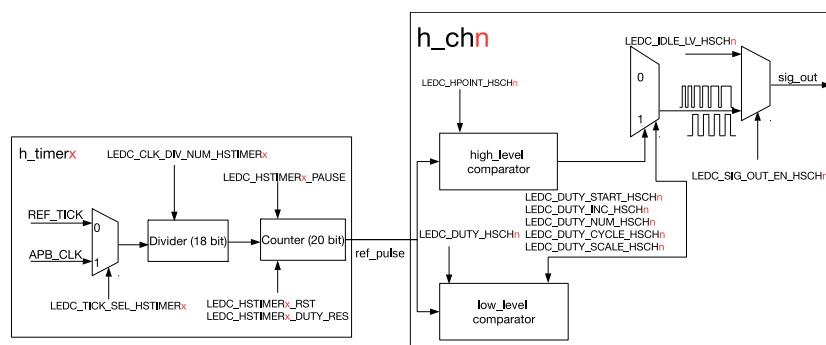 h_chn
LEDC_IDLE_LV_HSCHn
sig_out
LEDC_HPOINT_HSCHn
0
1
h_timerx
LEDC_CLK_DIV_NUM_HSTIMERx
high_level
comparator
LEDC_HSTIMERx_PAUSE
LEDC_SIG_OUT_EN_HSCHn
LEDC_DUTY_START_HSCHn
LEDC_DUTY_INC_HSCHn
LEDC_DUTY_NUM_HSCHn
LEDC_DUTY_CYCLE_HSCHn
LEDC_DUTY_SCALE_HSCHn
REF_TICK
0
Divider (18 bit)
Counter (20 bit)
LEDC_DUTY_HSCHn
APB_CLK
1
ref_pulse
LEDC_TICK_SEL_HSTIMERx
LEDC_HSTIMERx_RST
LEDC_HSTIMERx_DUTY_RES
low_level
comparator